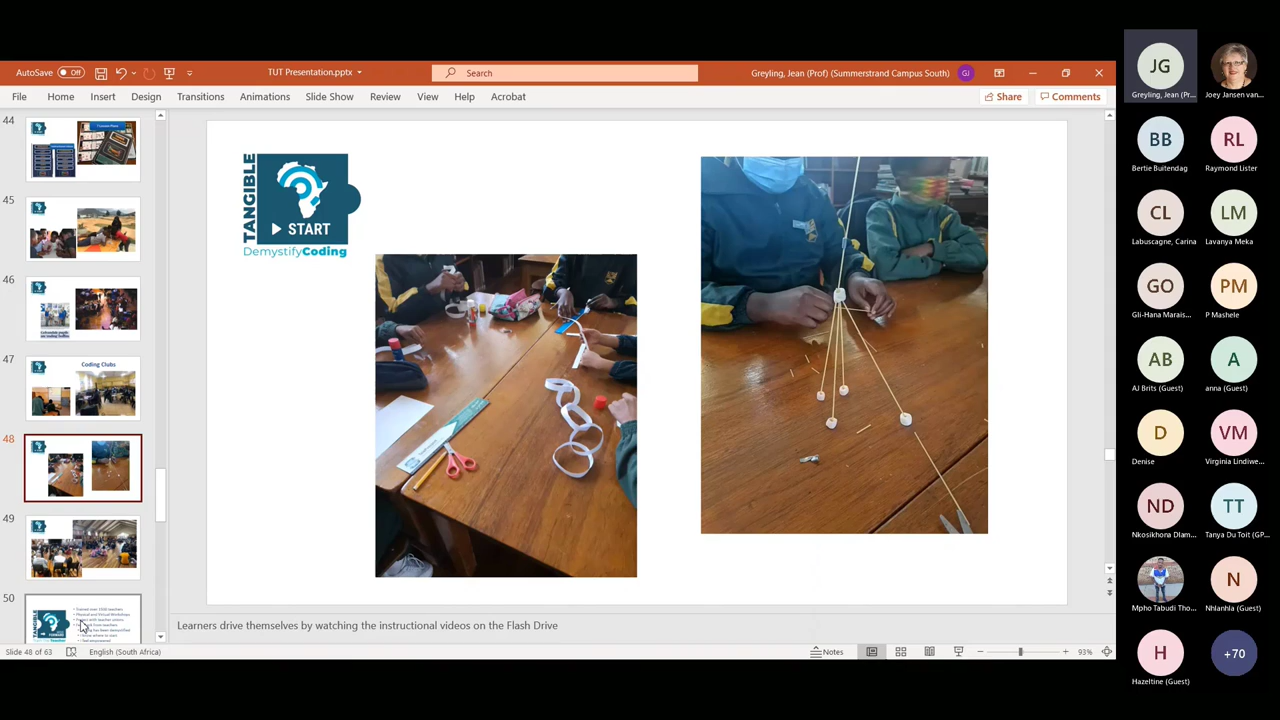 AutoSave Off
TUT Presentation.pptx
Search
Greyling, Jean (Prof) (Summerstrand Campus South) GJ
File Home Insert Design Transitions Animations Slide Show Review View Help Acrobat
Share Comments
44
45
46
47
Coding Clubs
48
49
50
TANGIBLE
START
DemystifyCoding
Learners drive themselves by watching the instructional videos on the Flash Drive
Slide 48 of 63 English (South Africa) Notes 93%
JG
Greyling, Jean (Pr...
Joey Jansen van...
BB
Bertie Buitendag
RL
Raymond Lister
CL
Labuscagne, Carina
LM
Lavanya Meka
GO
Gli-Hana Marais...
PM
P Mashele
AB
AJ Brits (Guest)
A
anna (Guest)
D
Denise
VM
Virginia Lindiwe...
ND
Nkosikhona Dlam...
TT
Tanya Du Toit (GP...
Mpho Tabudi Tho...
N
Nhlanhla (Guest)
H
Hazeltine (Guest)
+70